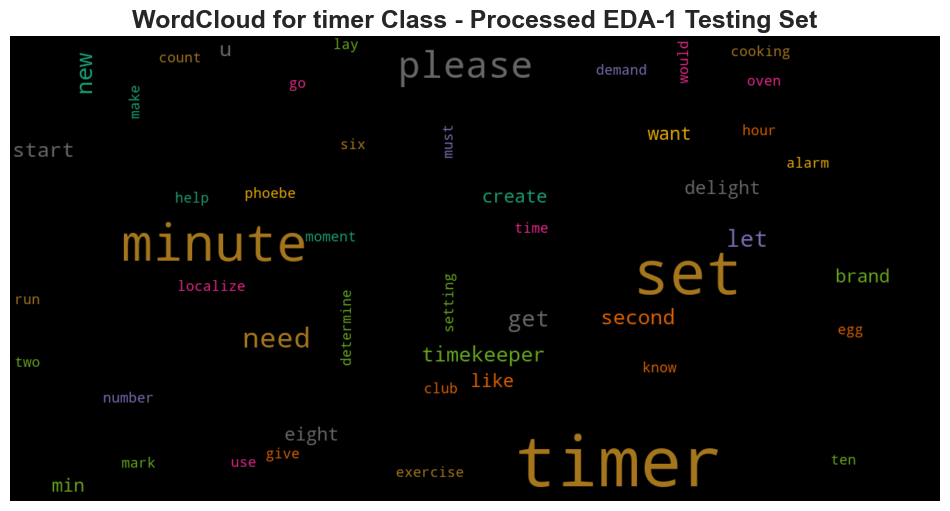 WordCloud for timer Class - Processed EDA-1 Testing Set
lay
u
count
new
please
would
cooking
demand
oven
go
make
six
must
want
hour
start
alarm
help
phoebe
create
delight
time
minute
moment
let
set
localize
brand
run
determine
setting
get
second
egg
need
timekeeper
two
know
club
like
number
eight
give
timer
mark
use
exercise
ten
min